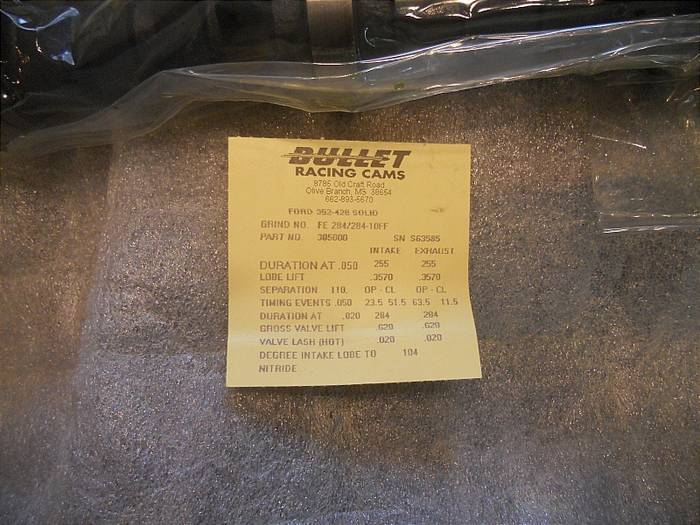 BULLET
RACING CAMS
8785 Old Craft Road
Olive Branch, MS 38654
662-893-5670
FORD 352-428 SOLID
GRIND NO. FE 284/284-10FF
PART NO. 305000 SN S63585
INTAKE EXHAUST
DURATION AT .050 255 255
LOBE LIFT .3570 .3570
SEPARATION 110. OP - CL OP - CL
TIMING EVENTS .050 23.5 51.5 63.5 11.5
DURATION AT .020 284 284
GROSS VALVE LIFT .620 .620
VALVE LASH (HOT) .020 .020
DEGREE INTAKE LOBE TO 104
NITRIDE